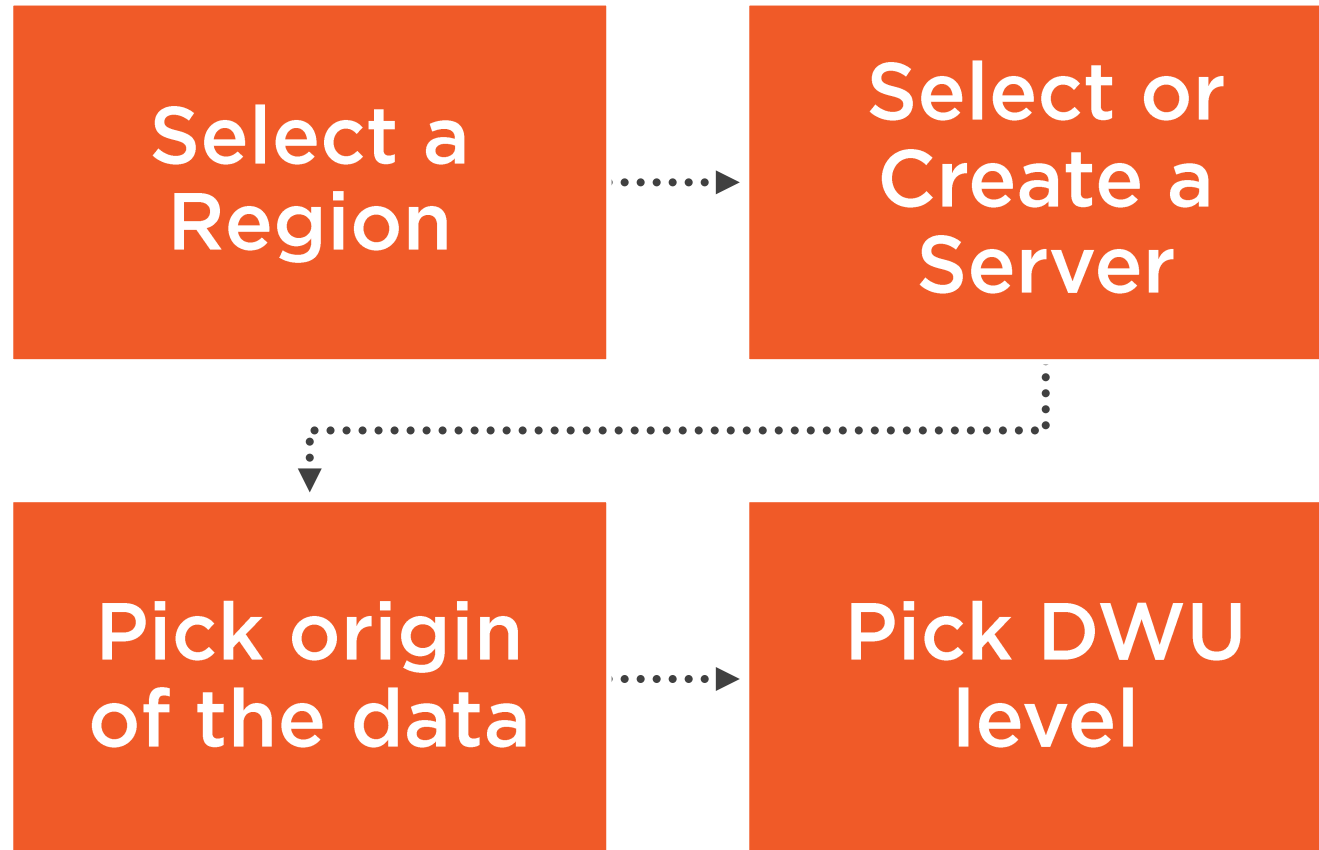 Select a
Region
Select or
Create a
Server
Pick origin
of the data
Pick DWU
level